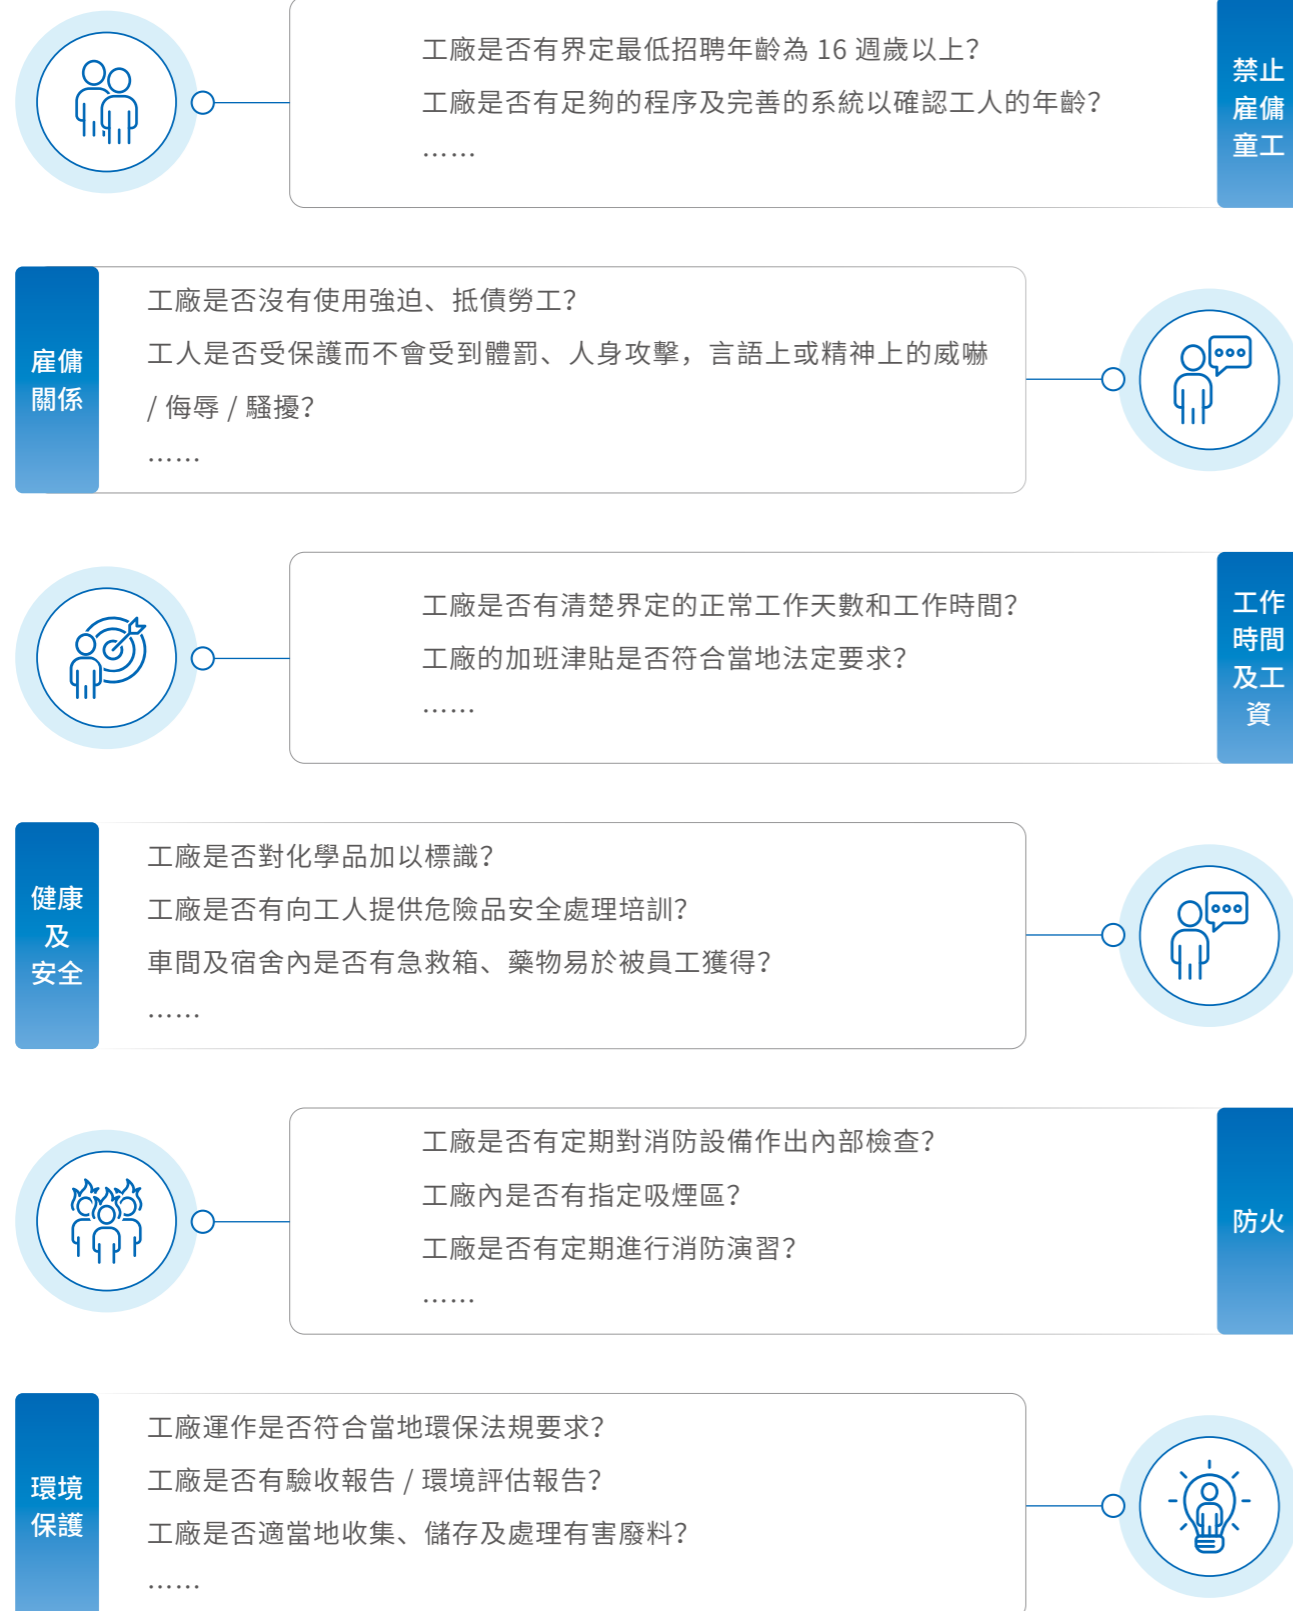 工廠是否有界定最低招聘年齡為 16 週歲以上？
工廠是否有足夠的程序及完善的系統以確認工人的年齡？
……
禁止
雇傭
童工
雇傭
關係
工廠是否沒有使用強迫、抵債勞工？
工人是否受保護而不會受到體罰、人身攻擊，言語上或精神上的威嚇
/ 侮辱 / 騷擾？
……
工廠是否有清楚界定的正常工作天數和工作時間？
工廠的加班津貼是否符合當地法定要求？
……
工作
時間
及工
資
健康
及
安全
工廠是否對化學品加以標識？
工廠是否有向工人提供危險品安全處理培訓？
車間及宿舍內是否有急救箱、藥物易於被員工獲得？
……
工廠是否有定期對消防設備作出內部檢查？
工廠內是否有指定吸煙區？
工廠是否有定期進行消防演習？
……
防火
環境
保護
工廠運作是否符合當地環保法規要求？
工廠是否有驗收報告 / 環境評估報告？
工廠是否適當地收集、儲存及處理有害廢料？
……